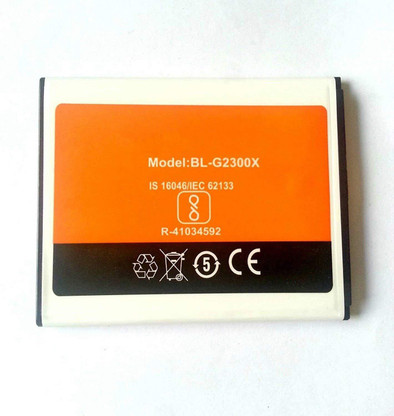 Model:BL-G2300X
IS 16046/IEC 62133
R-41034592
5 CE